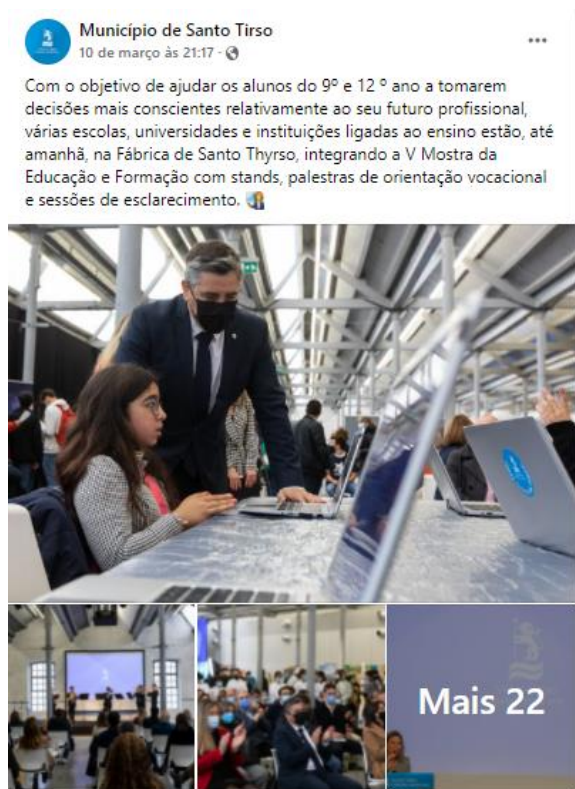 Município de Santo Tirso
10 de março às 21:17 ·
Com o objetivo de ajudar os alunos do 9º e 12 º ano a tomarem
decisões mais conscientes relativamente ao seu futuro profissional,
várias escolas, universidades e instituições ligadas ao ensino estão, até
amanhã, na Fábrica de Santo Thyrso, integrando a V Mostra da
Educação e Formação com stands, palestras de orientação vocacional
e sessões de esclarecimento.
Mais 22